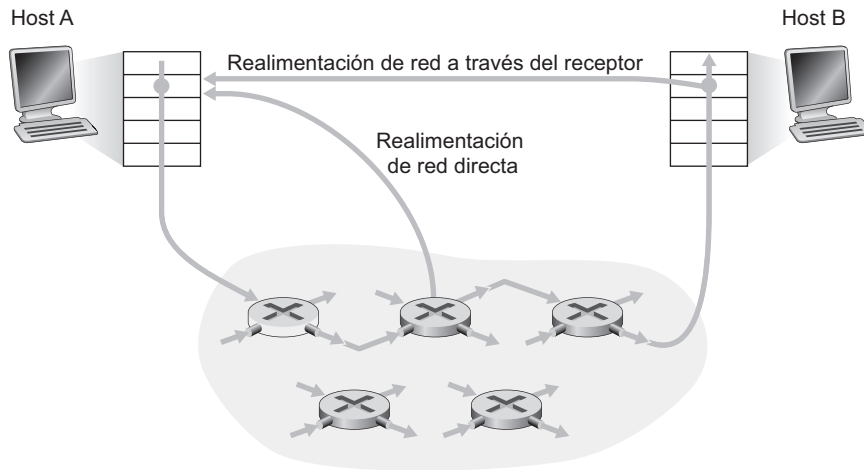 Host A
Host B
Realimentación de red a través del receptor
Realimentación
de red directa